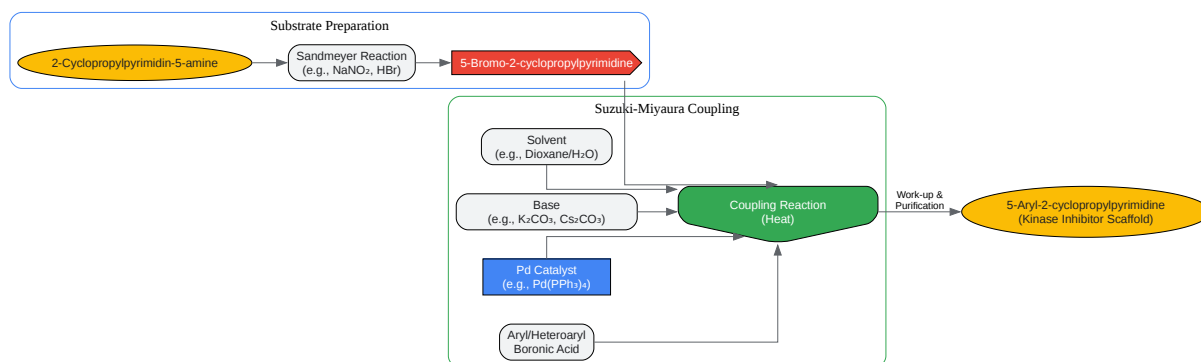 Substrate Preparation
2-Cyclopropylpyrimidin-5-amine
Sandmeyer Reaction
(e.g., NaNO₂, HBr)
5-Bromo-2-cyclopropylpyrimidine
Suzuki-Miyaura Coupling
Solvent
(e.g., Dioxane/H₂O)
Base
(e.g., K₂CO₃, Cs₂CO₃)
Pd Catalyst
(e.g., Pd(PPh₃)₄)
Aryl/Heteroaryl
Boronic Acid
Coupling Reaction
(Heat)
Work-up &
Purification
5-Aryl-2-cyclopropylpyrimidine
(Kinase Inhibitor Scaffold)